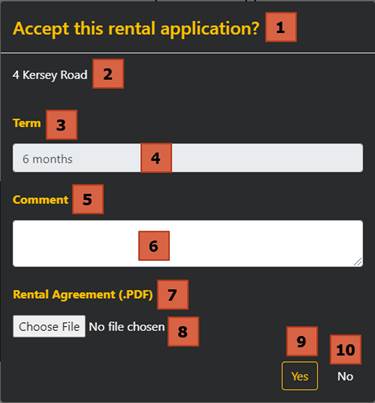 Accept this rental application? 1
4 Kersey Road 2
Term 3
6 months 4
Comment 5
6
Rental Agreement (.PDF) 7
Choose File No file chosen 8
9 10
Yes No